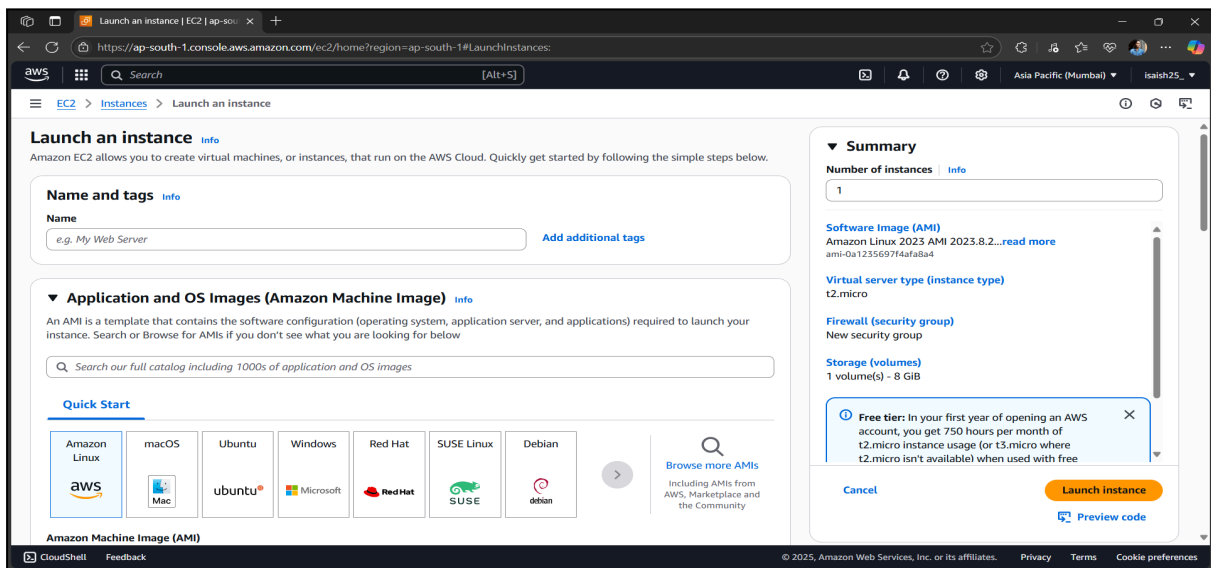 Launch an instance | EC2 | ap-sou
https://ap-south-1.console.aws.amazon.com/ec2/home?region=ap-south-1#LaunchInstances:
aws
Search
[Alt+S]
Asia Pacific (Mumbai)
isaish25_
EC2 > Instances > Launch an instance
Launch an instance Info
Amazon EC2 allows you to create virtual machines, or instances, that run on the AWS Cloud. Quickly get started by following the simple steps below.
Name and tags Info
Name
e.g. My Web Server
Add additional tags
Application and OS Images (Amazon Machine Image) Info
An AMI is a template that contains the software configuration (operating system, application server, and applications) required to launch your
instance. Search or Browse for AMIs if you don't see what you are looking for below
Search our full catalog including 1000s of application and OS images
Quick Start
Amazon
Linux
aws
macOS
Mac
Ubuntu
ubuntu
Windows
Microsoft
Red Hat
Red Hat
SUSE Linux
SUSE
Debian
debian
Browse more AMIs
Including AMIs from
AWS, Marketplace and
the Community
Amazon Machine Image (AMI)
Summary
Number of instances Info
1
Software Image (AMI)
Amazon Linux 2023 AMI 2023.8.2...read more
ami-0a1235697f4afa8a4
Virtual server type (instance type)
t2.micro
Firewall (security group)
New security group
Storage (volumes)
1 volume(s) - 8 GiB
Free tier: In your first year of opening an AWS
account, you get 750 hours per month of
t2.micro instance usage (or t3.micro where
t2.micro isn't available) when used with free
Cancel
Launch instance
Preview code
CloudShell Feedback
© 2025, Amazon Web Services, Inc. or its affiliates. Privacy Terms Cookie preferences